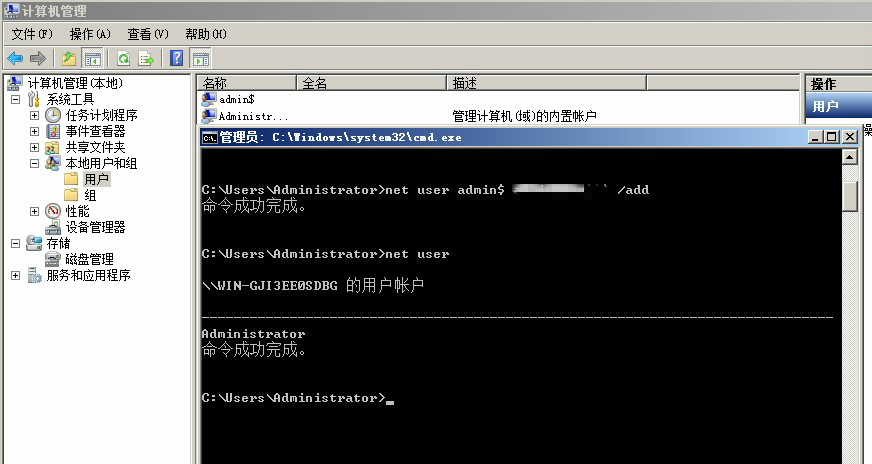 计算机管理
文件(F) 操作(A) 查看(V) 帮助(H)
计算机管理(本地)
系统工具
任务计划程序
事件查看器
共享文件夹
本地用户和组
用户
组
性能
设备管理器
存储
磁盘管理
服务和应用程序
名称 全名 描述
admin$
Administr... 管理计算机(域)的内置帐户
操作
用户
管理员: C:\Windows\system32\cmd.exe
C:\Users\Administrator>net user admin$ /add
命令成功完成。
C:\Users\Administrator>net user
\\WIN-GJI3EE0SDBG 的用户帐户
-------------------------------------------------------------------------------
Administrator
命令成功完成。
C:\Users\Administrator>_